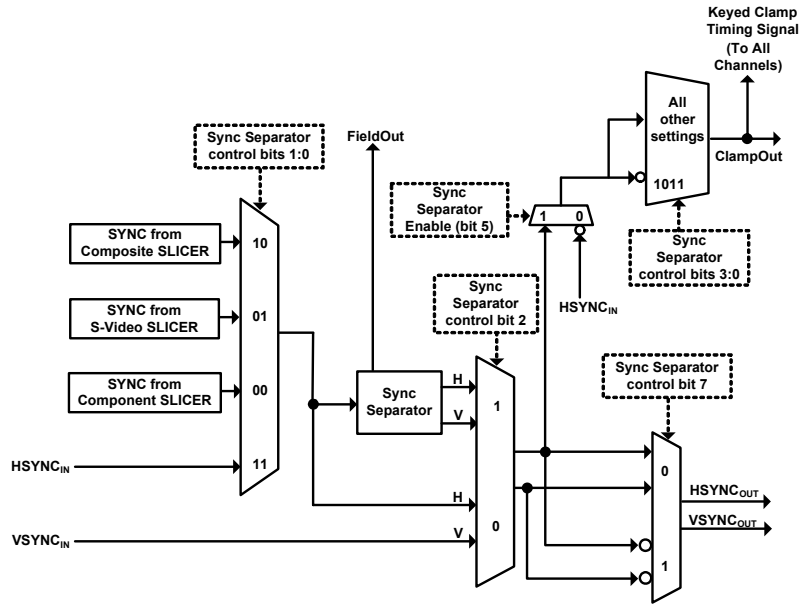 Keyed Clamp
Timing Signal
(To All
Channels)
All
other
settings
1011
ClampOut
FieldOut
Sync Separator
control bits 1:0
Sync
Separator
Enable (bit 5)
1 0
Sync
Separator
control bits 3:0
HSYNCIN
SYNC from
Composite SLICER
10
SYNC from
S-Video SLICER
01
SYNC from
Component SLICER
00
HSYNCIN
11
VSYNCIN
Sync
Separator
H
V
H
V
Sync
Separator
control bit 2
1
0
Sync Separator
control bit 7
0
1
HSYNCOUT
VSYNCOUT